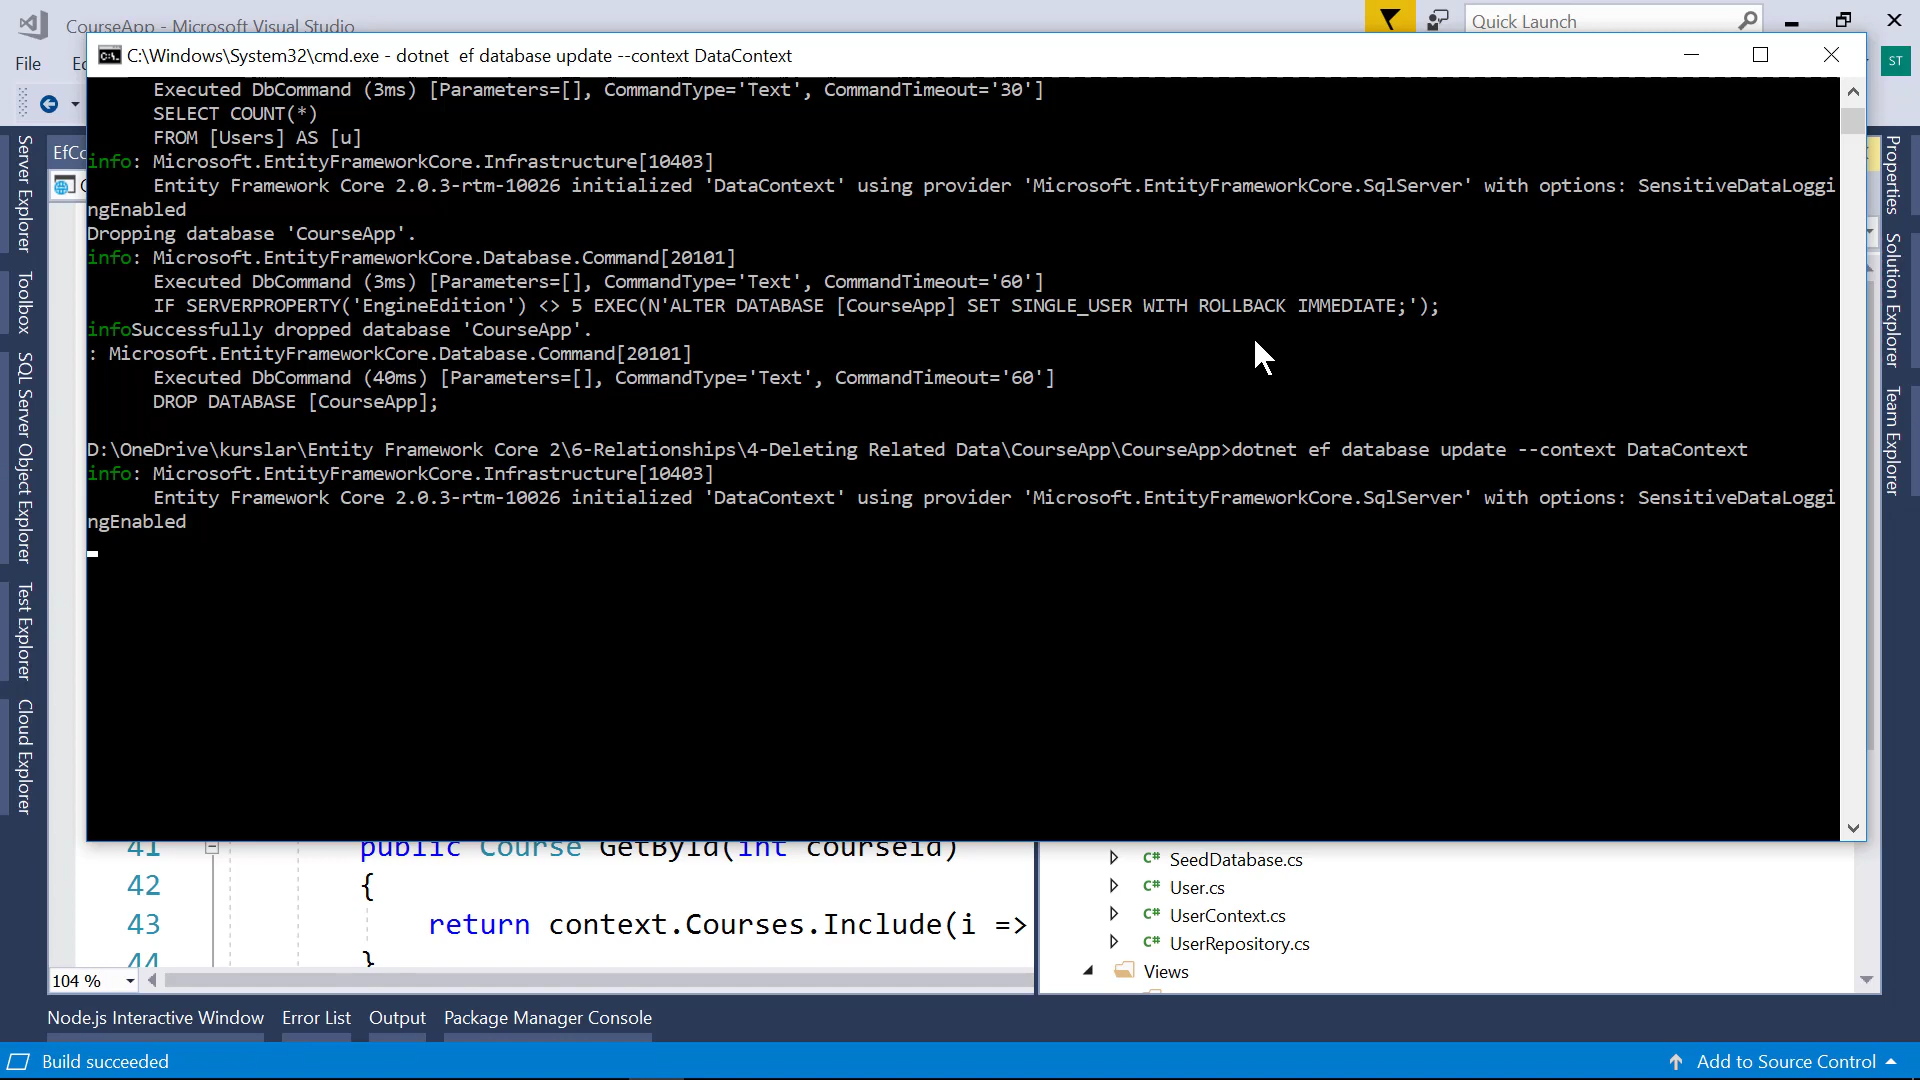 CourseApp - Microsoft Visual Studio
Quick Launch
File
ST
C:\Windows\System32\cmd.exe - dotnet  ef database update --context DataContext
Executed DbCommand (3ms) [Parameters=[], CommandType='Text', CommandTimeout='30']
SELECT COUNT(*)
FROM [Users] AS [u]
info: Microsoft.EntityFrameworkCore.Infrastructure[10403]
Entity Framework Core 2.0.3-rtm-10026 initialized 'DataContext' using provider 'Microsoft.EntityFrameworkCore.SqlServer' with options: SensitiveDataLoggi
ngEnabled
Dropping database 'CourseApp'.
info: Microsoft.EntityFrameworkCore.Database.Command[20101]
Executed DbCommand (3ms) [Parameters=[], CommandType='Text', CommandTimeout='60']
IF SERVERPROPERTY('EngineEdition') <> 5 EXEC(N'ALTER DATABASE [CourseApp] SET SINGLE_USER WITH ROLLBACK IMMEDIATE;');
infoSuccessfully dropped database 'CourseApp'.
: Microsoft.EntityFrameworkCore.Database.Command[20101]
Executed DbCommand (40ms) [Parameters=[], CommandType='Text', CommandTimeout='60']
DROP DATABASE [CourseApp];
D:\OneDrive\kurslar\Entity Framework Core 2\6-Relationships\4-Deleting Related Data\CourseApp\CourseApp>dotnet ef database update --context DataContext
info: Microsoft.EntityFrameworkCore.Infrastructure[10403]
Entity Framework Core 2.0.3-rtm-10026 initialized 'DataContext' using provider 'Microsoft.EntityFrameworkCore.SqlServer' with options: SensitiveDataLoggi
ngEnabled
Server Explorer
Toolbox
SQL Server Object Explorer
Test Explorer
Cloud Explorer
EfCo
Properties
Solution Explorer
Team Explorer
41 public Course GetById(int courseid)
42 {
43 return context.Courses.Include(i =>
44 }
104 %
SeedDatabase.cs
User.cs
UserContext.cs
UserRepository.cs
Views
Node.js Interactive Window
Error List
Output
Package Manager Console
Build succeeded
Add to Source Control